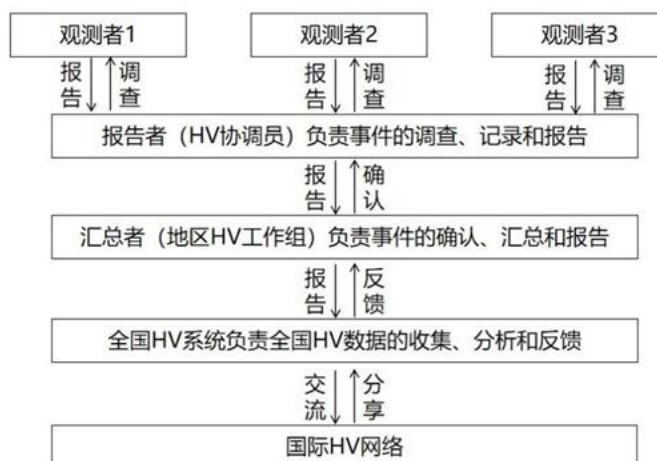 观测者1
观测者2
观测者3
报告
调查
报告
调查
报告
调查
报告者（HV协调员）负责事件的调查、记录和报告
报告
确认
汇总者（地区HV工作组）负责事件的确认、汇总和报告
报告
反馈
全国HV系统负责全国HV数据的收集、分析和反馈
交流
分享
国际HV网络